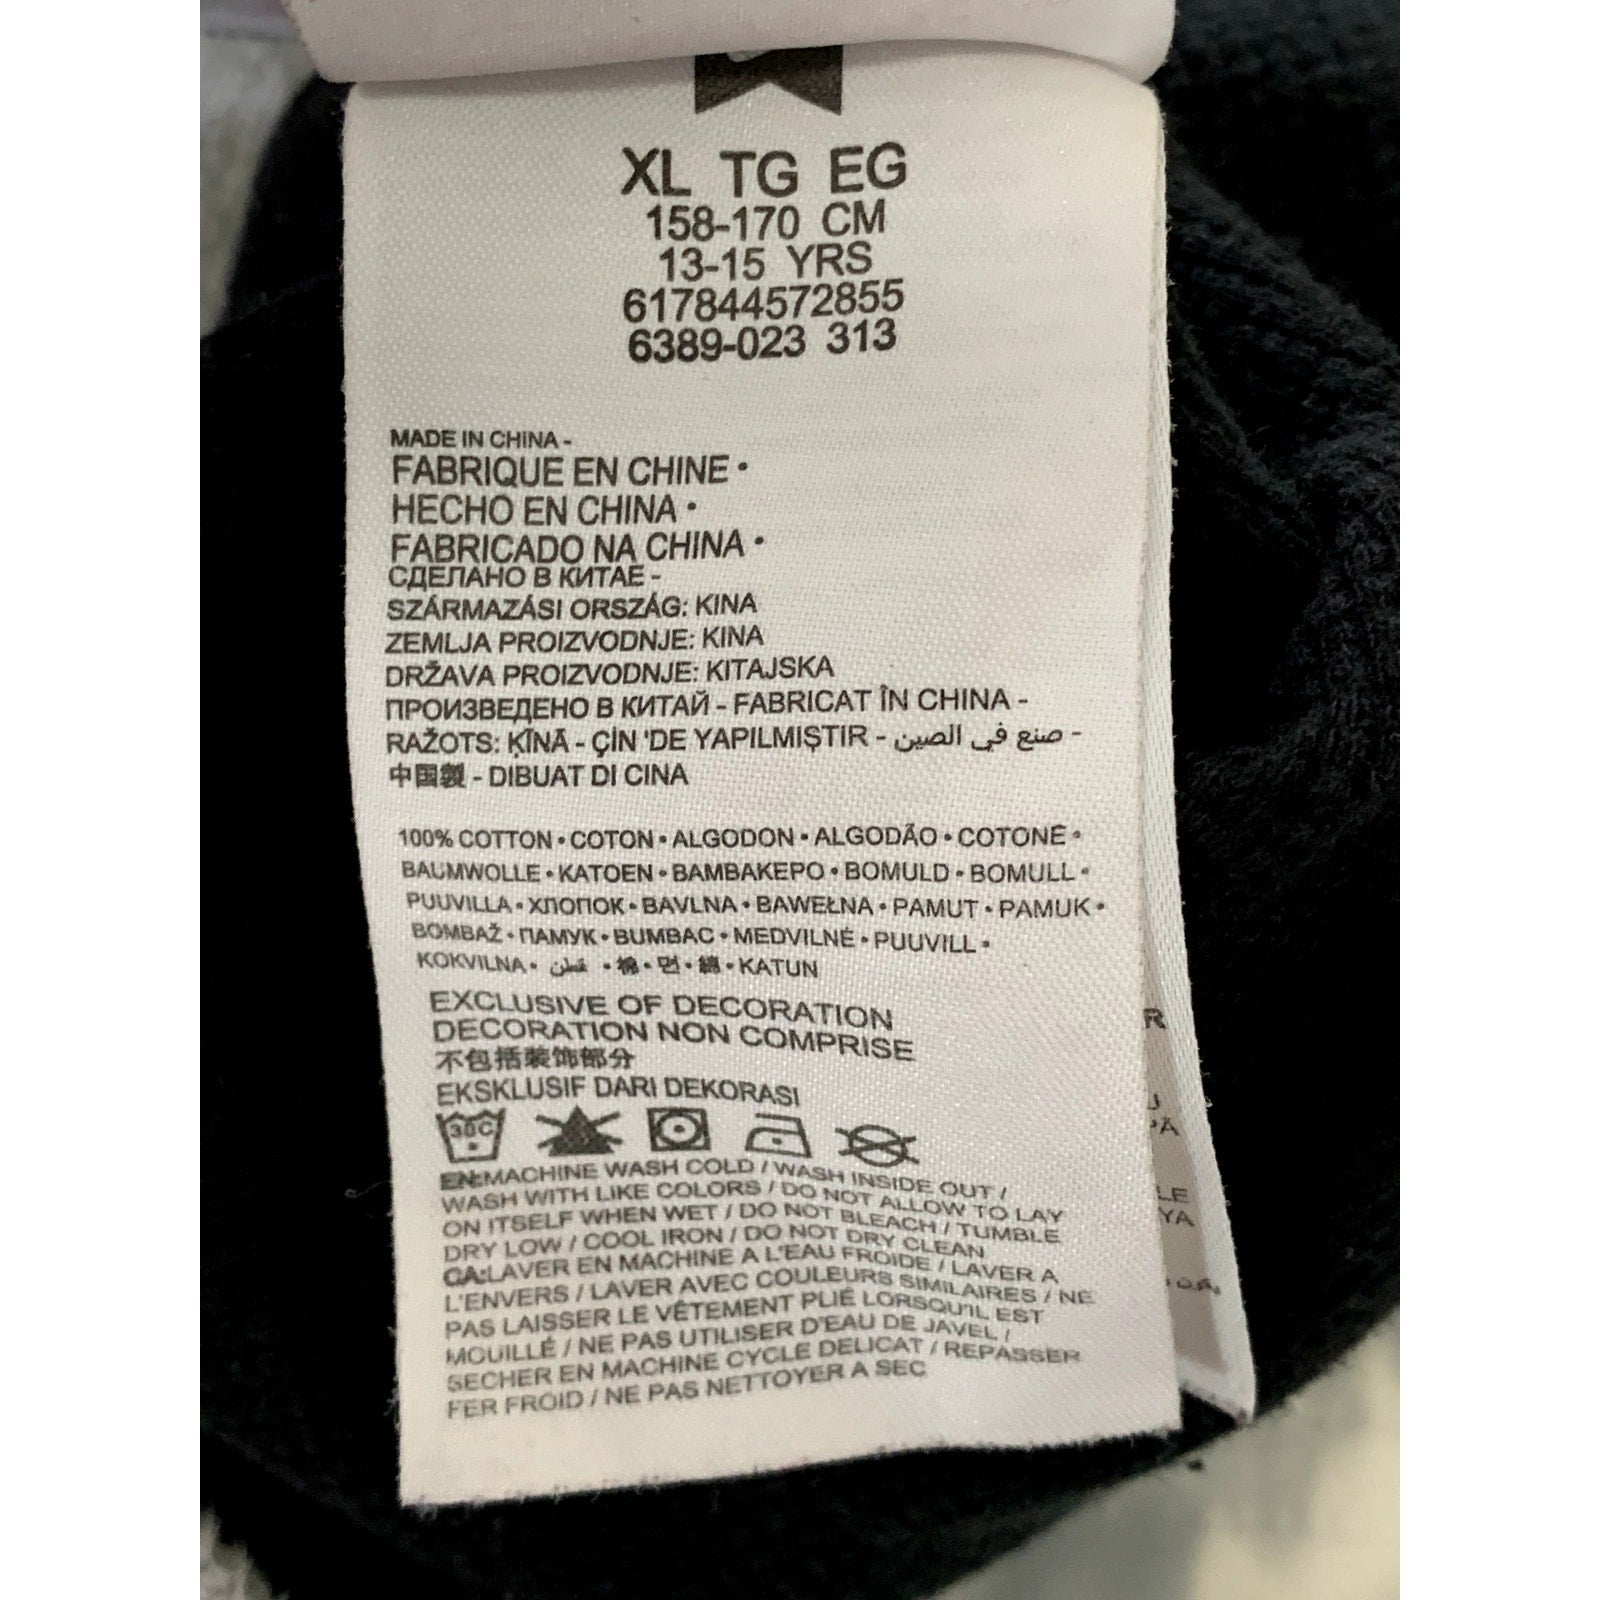 XL TG EG
158-170 CM
13-15 YRS
617844572855
6389-023 313
MADE IN CHINA -
FABRIQUE EN CHINE •
HECHO EN CHINA •
FABRICADO NA CHINA •
СДЕЛАНО В КИТАЕ -
SZÁRMAZÁSI ORSZÁG: KINA
ZEMLJA PROIZVODNJE: KINA
DRŽAVA PROIZVODNJE: KITAJSKA
ПРОИЗВЕДЕНО В КИТАЙ - FABRICAT ÎN CHINA -
RAŽOTS: ĶĪNĀ - ÇİN 'DE YAPILMIŞTIR - صنع في الصين -
中国製 - DIBUAT DI CINA
100% COTTON • COTON • ALGODON • ALGODÃO • COTONE •
BAUMWOLLE • KATOEN • BAMBAKEPO • BOMULD • BOMULL •
PUUVILLA • ХЛОПОК • BAVLNA • BAWEŁNA • PAMUT • PAMUK •
BOMBAŽ • ПАМУК • BUMBAC • MEDVILNĖ • PUUVILL •
KOKVILNA • قطن • 棉 • 면 • 綿 • KATUN
EXCLUSIVE OF DECORATION
DECORATION NON COMPRISE
不包括装饰部分
EKSKLUSIF DARI DEKORASI
30C
EN:MACHINE WASH COLD / WASH INSIDE OUT /
WASH WITH LIKE COLORS / DO NOT ALLOW TO LAY
ON ITSELF WHEN WET / DO NOT BLEACH / TUMBLE
DRY LOW / COOL IRON / DO NOT DRY CLEAN
CA:LAVER EN MACHINE A L'EAU FROIDE / LAVER A
L'ENVERS / LAVER AVEC COULEURS SIMILAIRES / NE
PAS LAISSER LE VÊTEMENT PLIÉ LORSQU'IL EST
MOUILLÉ / NE PAS UTILISER D'EAU DE JAVEL /
SECHER EN MACHINE CYCLE DELICAT / REPASSER
FER FROID / NE PAS NETTOYER A SEC